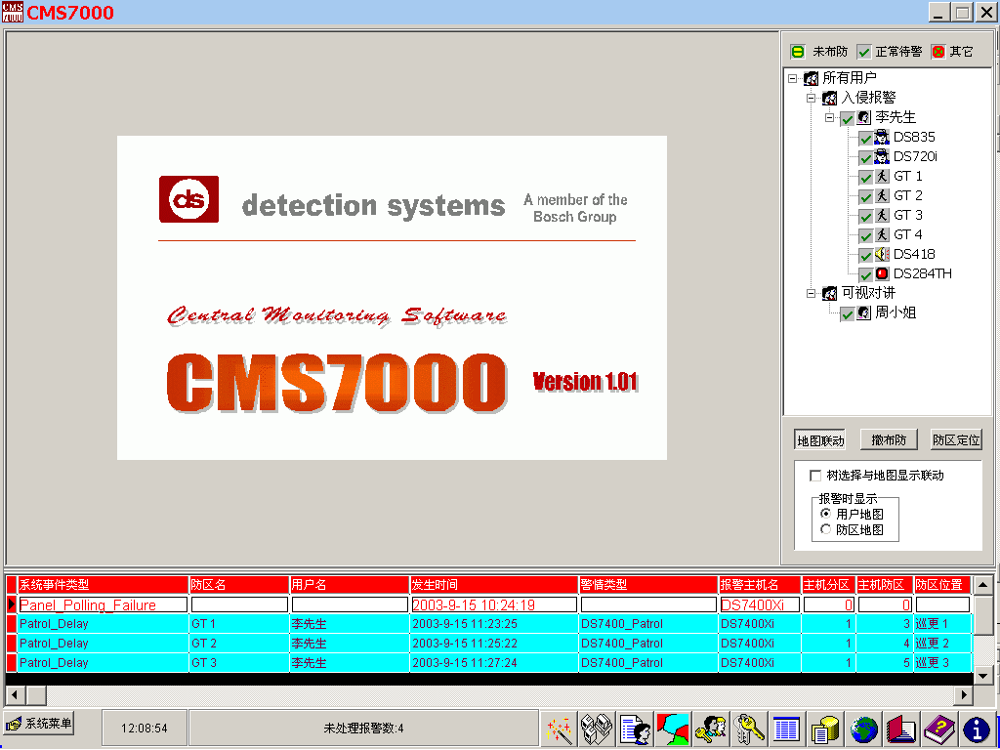 CMS7000
未布防 正常待警 其它
所有用户
入侵报警
李先生
DS835
DS720i
GT 1
GT 2
GT 3
GT 4
DS418
DS284TH
可视对讲
周小姐
ds detection systems A member of the
Bosch Group
Central Monitoring Software
CMS7000 Version 1.01
地图联动 撤布防 防区定位
树选择与地图显示联动
报警时显示
用户地图
防区地图
系统事件类型 防区名 用户名 发生时间 警情类型 报警主机名 主机分区 主机防区 防区位置
Panel_Polling_Failure 2003-9-15 10:24:19 DS7400Xi 0 0
Patrol_Delay GT 1 李先生 2003-9-15 11:23:25 DS7400_Patrol DS7400Xi 1 3 巡更 1
Patrol_Delay GT 2 李先生 2003-9-15 11:25:22 DS7400_Patrol DS7400Xi 1 4 巡更 2
Patrol_Delay GT 3 李先生 2003-9-15 11:27:24 DS7400_Patrol DS7400Xi 1 5 巡更 3
系统菜单 12:08:54 未处理报警数:4